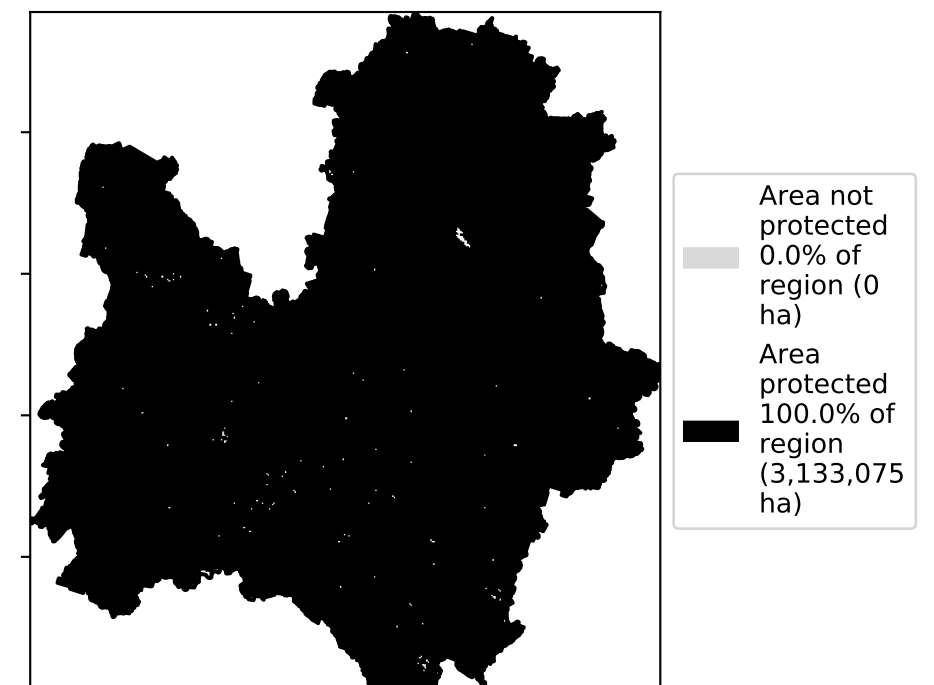 Area not
protected
0.0% of
region (0
ha)
Area
protected
100.0% of
region
(3,133,075
ha)